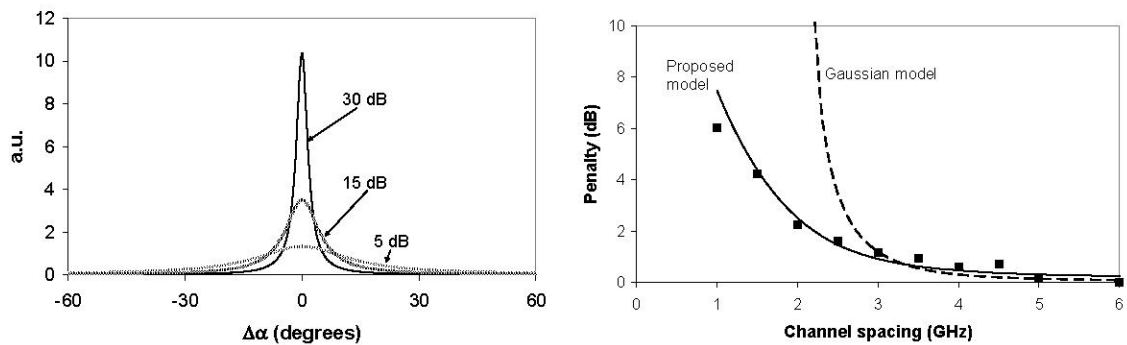 12
10
8
6
4
2
0
a.u.
30 dB
15 dB
5 dB
-60
-30
0
30
60
Δα (degrees)
10
8
6
4
2
0
Penalty (dB)
Proposed
model
Gaussian model
0
1
2
3
4
5
6
Channel spacing (GHz)